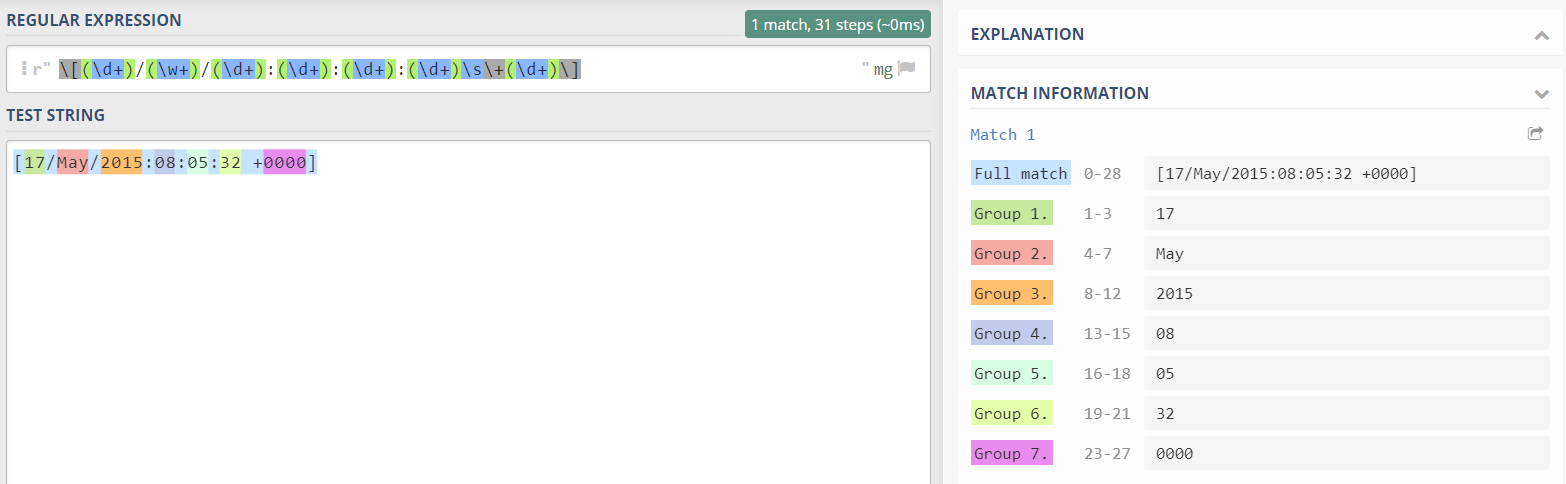 REGULAR EXPRESSION
1 match, 31 steps (~0ms)
r" \[(\d+)/(\w+)/(\d+):(\d+):(\d+):(\d+)\s\+(\d+)\] " mg
TEST STRING
[17/May/2015:08:05:32 +0000]
EXPLANATION
MATCH INFORMATION
Match 1
Full match 0-28 [17/May/2015:08:05:32 +0000]
Group 1. 1-3 17
Group 2. 4-7 May
Group 3. 8-12 2015
Group 4. 13-15 08
Group 5. 16-18 05
Group 6. 19-21 32
Group 7. 23-27 0000